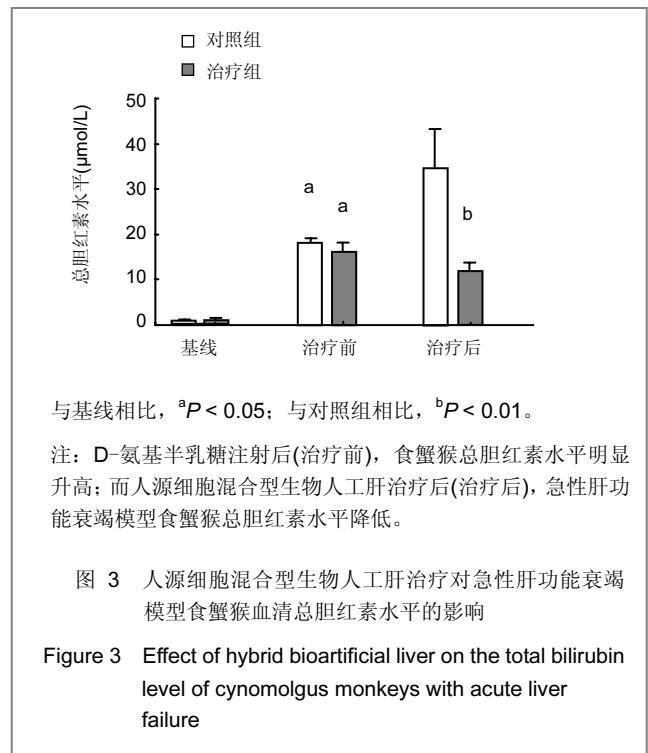 对照组
治疗组
总胆红素水平(μmol/L)
50
40
30
20
10
0
a
a
b
基线 治疗前 治疗后
与基线相比，ᵃP < 0.05；与对照组相比，ᵇP < 0.01。
注：D-氨基半乳糖注射后(治疗前)，食蟹猴总胆红素水平明显
升高；而人源细胞混合型生物人工肝治疗后(治疗后)，急性肝功
能衰竭模型食蟹猴总胆红素水平降低。
图 3 人源细胞混合型生物人工肝治疗对急性肝功能衰竭
模型食蟹猴血清总胆红素水平的影响
Figure 3 Effect of hybrid bioartificial liver on the total bilirubin
level of cynomolgus monkeys with acute liver
failure